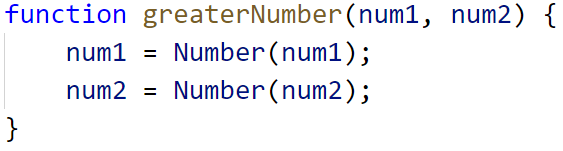 function greaterNumber(num1, num2) {
    num1 = Number(num1);
    num2 = Number(num2);
}